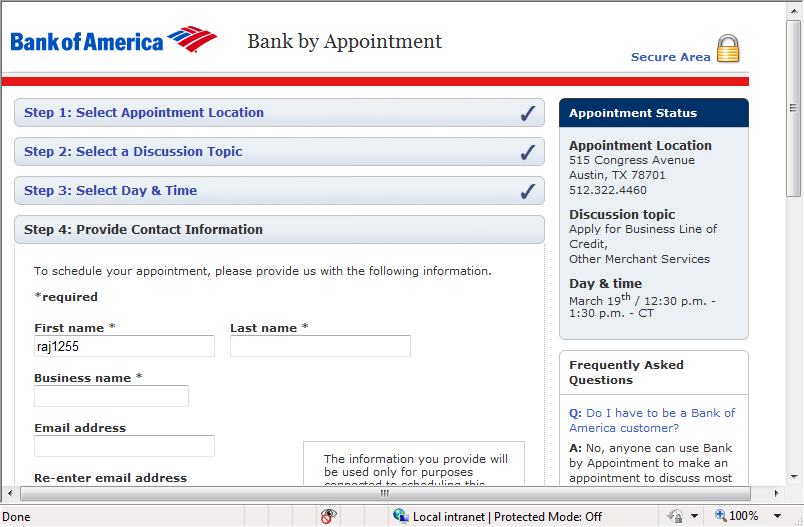 Bank of America
Bank by Appointment
Secure Area
Step 1: Select Appointment Location
Step 2: Select a Discussion Topic
Step 3: Select Day & Time
Step 4: Provide Contact Information
To schedule your appointment, please provide us with the following information.
*required
First name *
Last name *
raj1255
Business name *
Email address
The information you provide will
be used only for purposes
connected to scheduling this
Re-enter email address
Appointment Status
Appointment Location
515 Congress Avenue
Austin, TX 78701
512.322.4460
Discussion topic
Apply for Business Line of
Credit,
Other Merchant Services
Day & time
March 19th / 12:30 p.m. -
1:30 p.m. - CT
Frequently Asked
Questions
Q: Do I have to be a Bank of
America customer?
A: No, anyone can use Bank
by Appointment to make an
appointment to discuss most
Done
Local intranet | Protected Mode: Off
100%